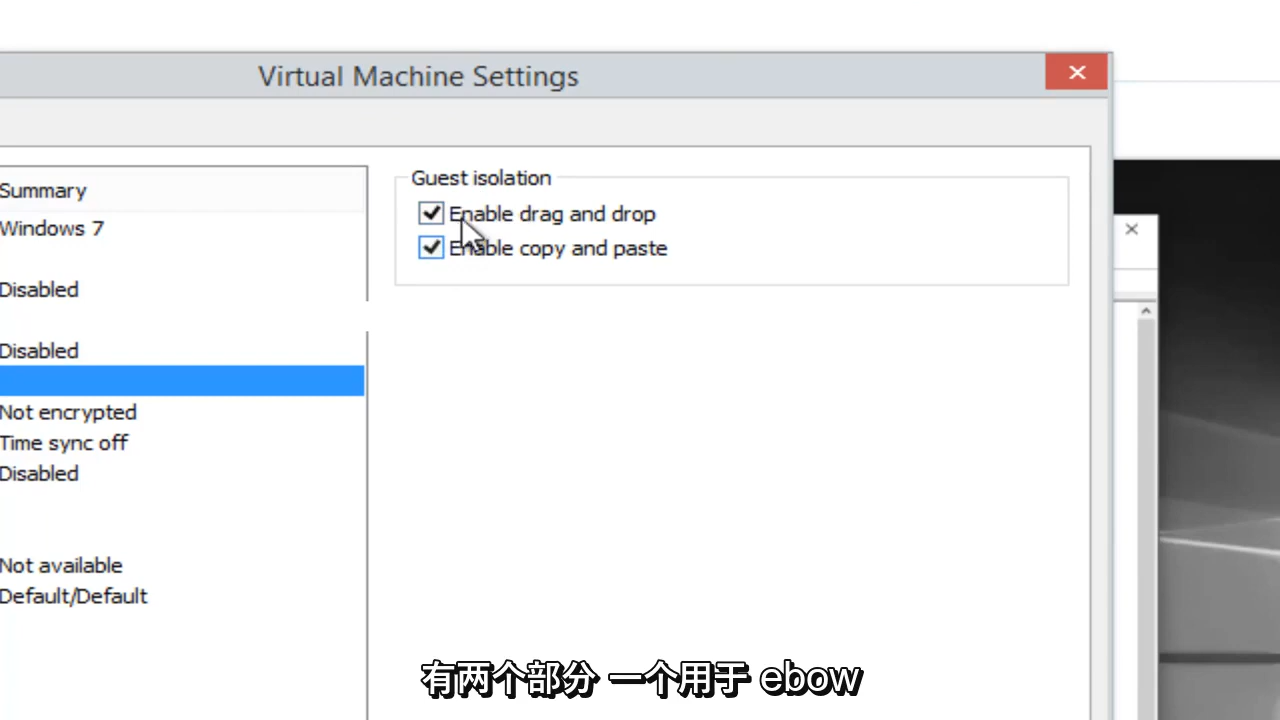 Virtual Machine Settings
Summary
Windows 7
Disabled
Disabled
Not encrypted
Time sync off
Disabled
Not available
Default/Default
Guest isolation
Enable drag and drop
Enable copy and paste
有两个部分 一个用于 ebow